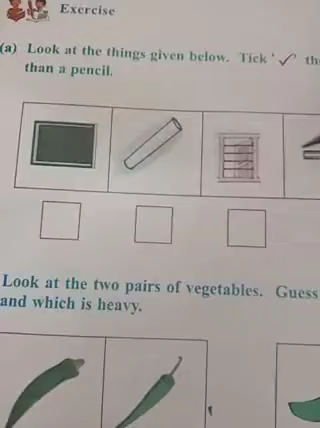 Exercise
(a) Look at the things given below. Tick '✓' th
than a pencil.
Look at the two pairs of vegetables. Guess
and which is heavy.